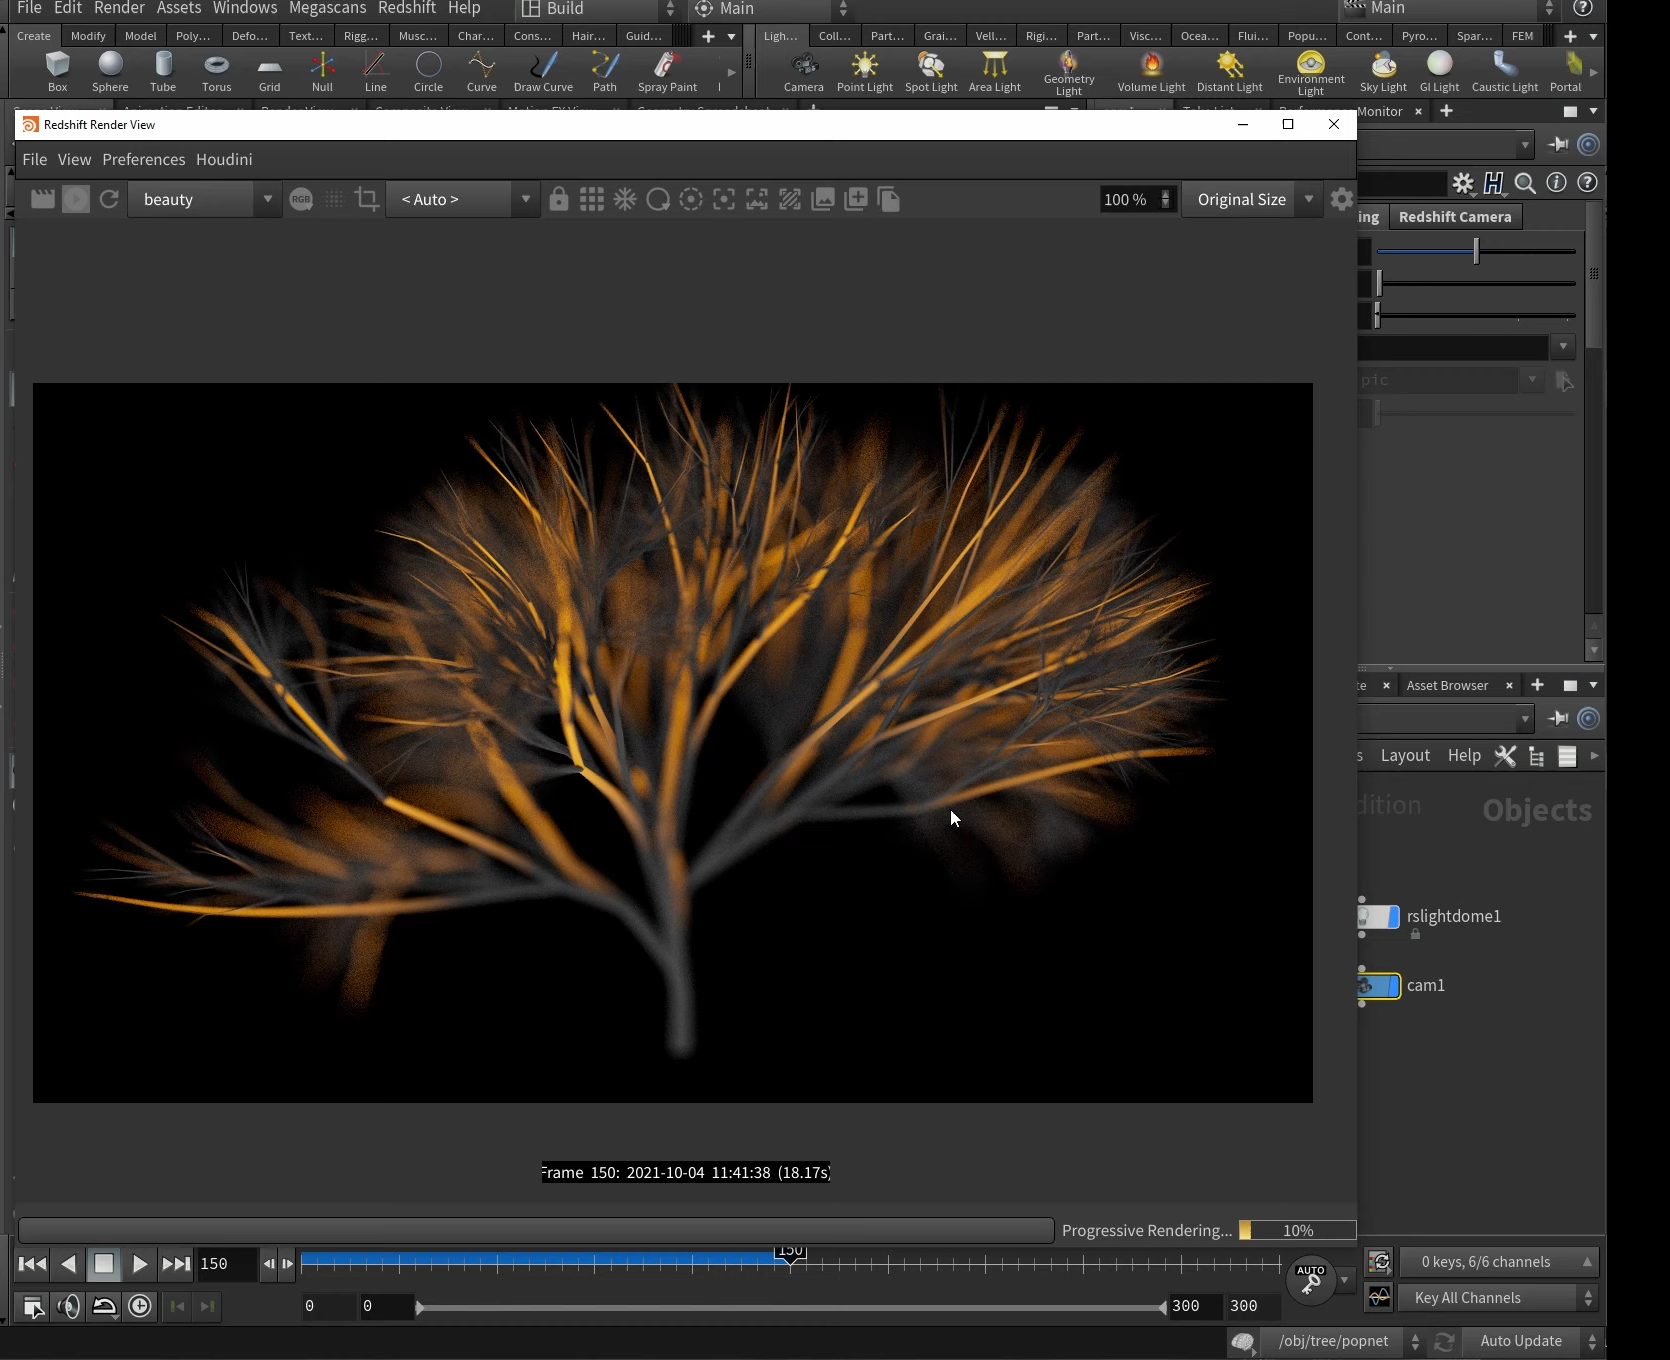 File Edit Render Assets Windows Megascans Redshift Help Build Main Main
Create Modify Model Poly... Defo... Text... Rigg... Musc... Char... Cons... Hair... Guid... Ligh... Coll... Part... Grai... Vell... Rigi... Part... Visc... Ocea... Flui... Popu... Cont... Pyro... Spar... FEM
Box Sphere Tube Torus Grid Null Line Circle Curve Draw Curve Path Spray Paint Camera Point Light Spot Light Area Light Geometry Light Volume Light Distant Light Environment Light Sky Light GI Light Caustic Light Portal
Monitor
Redshift Render View
File View Preferences Houdini
beauty RGB < Auto > 100 % Original Size
ing Redshift Camera
pic
te Asset Browser
s Layout Help
dition Objects
rslightdome1
cam1
Frame 150: 2021-10-04 11:41:38 (18.17s)
Progressive Rendering... 10%
150 150 AUTO 0 keys, 6/6 channels
0 0 300 300 Key All Channels
/obj/tree/popnet Auto Update